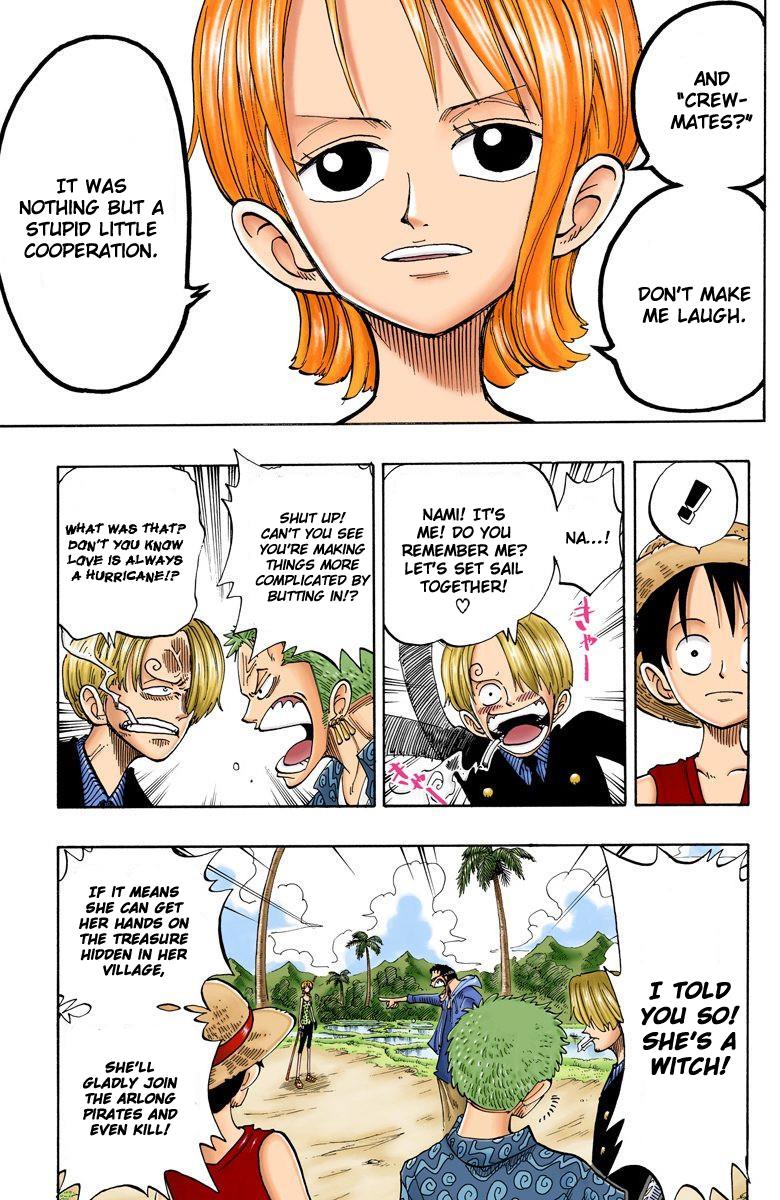 AND
"CREW-
MATES?"
DON'T MAKE
ME LAUGH.
IT WAS
NOTHING BUT A
STUPID LITTLE
COOPERATION.
!
NA...!
NAMI! IT'S
ME! DO YOU
REMEMBER ME?
LET'S SET SAIL
TOGETHER!
♡
きゃー
きゃー
SHUT UP!
CAN'T YOU SEE
YOU'RE MAKING
THINGS MORE
COMPLICATED BY
BUTTING IN!?
WHAT WAS THAT?
DON'T YOU KNOW
LOVE IS ALWAYS
A HURRICANE!?
I TOLD
YOU SO!
SHE'S A
WITCH!
IF IT MEANS
SHE CAN GET
HER HANDS ON
THE TREASURE
HIDDEN IN HER
VILLAGE,
SHE'LL
GLADLY JOIN
THE ARLONG
PIRATES AND
EVEN KILL!